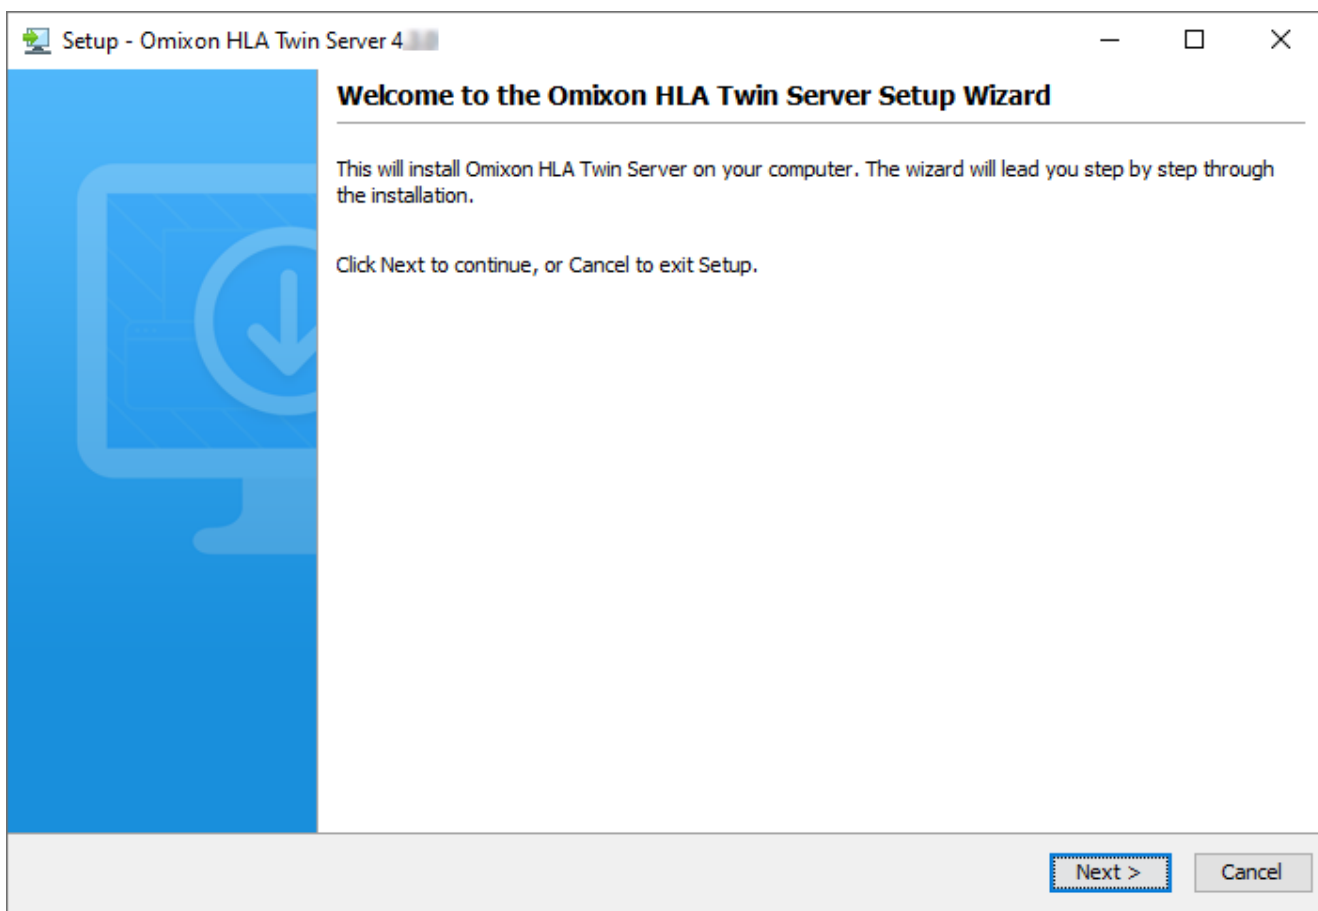 Setup - Omixon HLA Twin Server 4
Welcome to the Omixon HLA Twin Server Setup Wizard
This will install Omixon HLA Twin Server on your computer. The wizard will lead you step by step through
the installation.
Click Next to continue, or Cancel to exit Setup.
Next >
Cancel